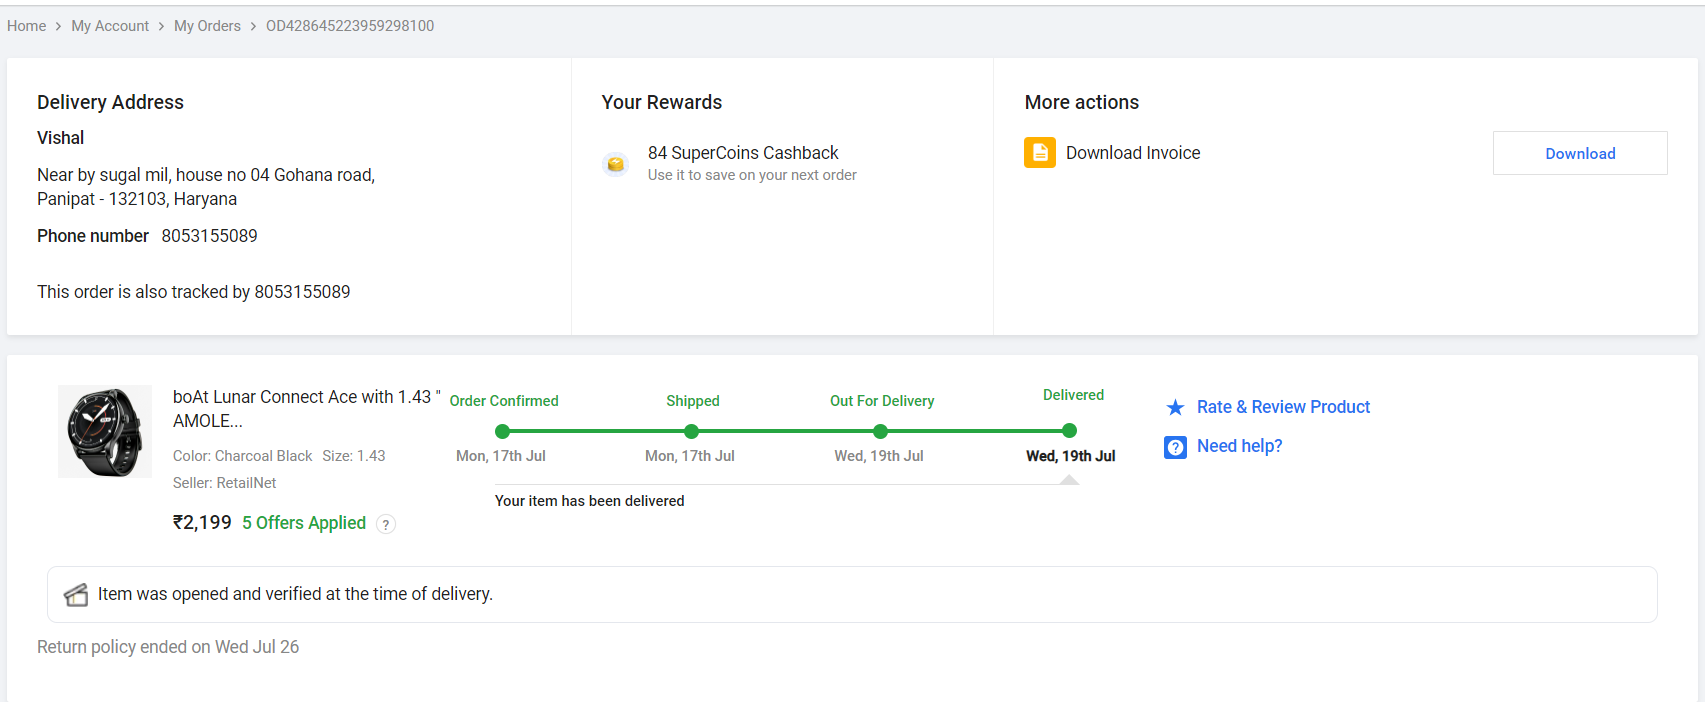 Home > My Account > My Orders > OD428645223959298100
Delivery Address
Vishal
Near by sugal mil, house no 04 Gohana road,
Panipat - 132103, Haryana
Phone number 8053155089
This order is also tracked by 8053155089
Your Rewards
84 SuperCoins Cashback
Use it to save on your next order
More actions
Download Invoice
Download
boAt Lunar Connect Ace with 1.43 "
AMOLE...
Color: Charcoal Black Size: 1.43
Seller: RetailNet
₹2,199 5 Offers Applied ?
Order Confirmed
Mon, 17th Jul
Shipped
Mon, 17th Jul
Out For Delivery
Wed, 19th Jul
Delivered
Wed, 19th Jul
Your item has been delivered
Rate & Review Product
? Need help?
Item was opened and verified at the time of delivery.
Return policy ended on Wed Jul 26